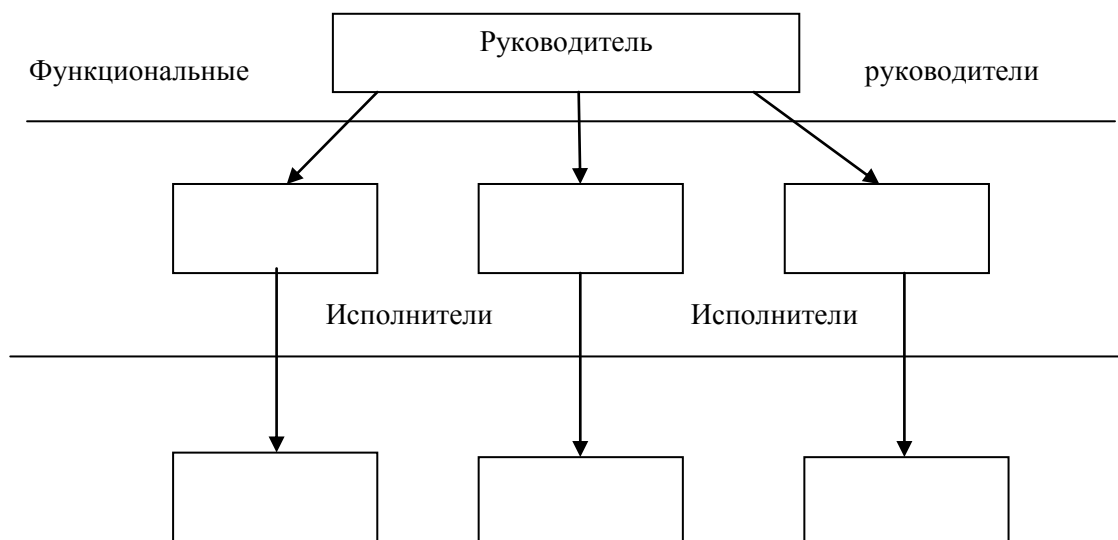 Руководитель
Функциональные руководители
Исполнители Исполнители